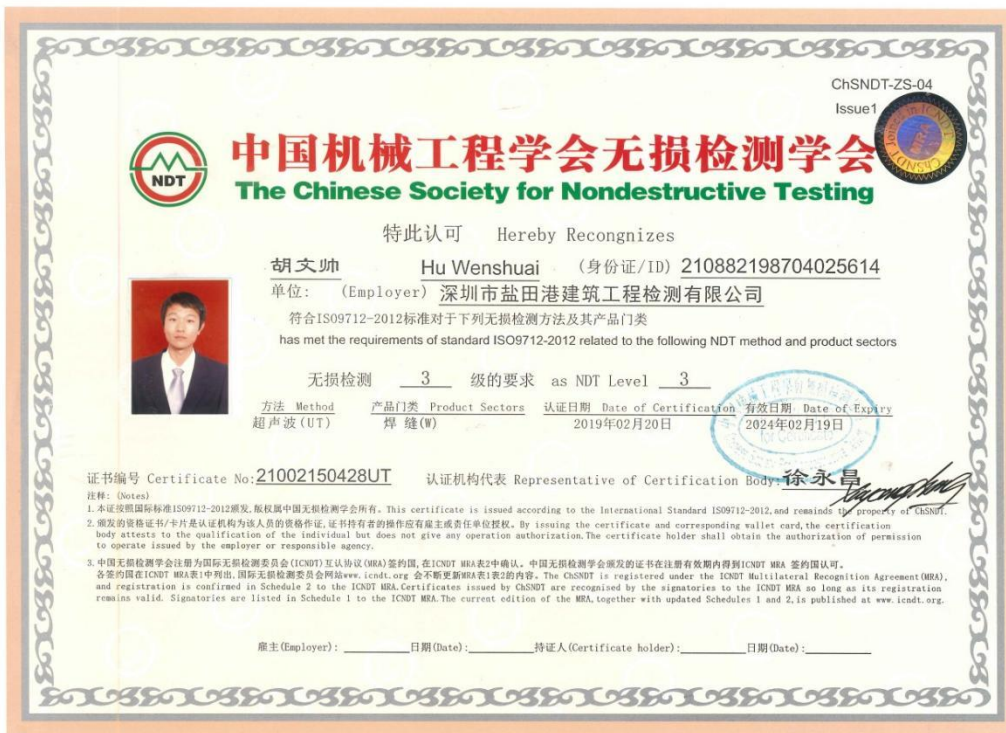 ChSNDT-ZS-04
Issue1
NDT
中国机械工程学会无损检测学会
The Chinese Society for Nondestructive Testing
特此认可 Hereby Recongnizes
胡文帅 Hu Wenshuai (身份证/ID) 210882198704025614
单位: (Employer) 深圳市盐田港建筑工程检测有限公司
符合ISO9712-2012标准对于下列无损检测方法及其产品门类
has met the requirements of standard ISO9712-2012 related to the following NDT method and product sectors
无损检测 3 级的要求 as NDT Level 3
方法 Method 产品门类 Product Sectors 认证日期 Date of Certification 有效日期 Date of Expiry
超声波(UT) 焊 缝(W) 2019年02月20日 2024年02月19日
证书编号 Certificate No:21002150428UT 认证机构代表 Representative of Certification Body: 徐永昌
注释: (Notes)
1. 本证按照国际标准ISO9712-2012颁发, 版权属中国无损检测学会所有。This certificate is issued according to the International Standard ISO9712-2012, and remainds the property of ChSNDT.
2. 颁发的资格证书/卡片是认证机构为该人员的资格作证, 证书持有者的操作应有雇主或责任单位授权。By issuing the certificate and corresponding wallet card, the certification
body attests to the qualification of the individual but does not give any operation authorization. The certificate holder shall obtain the authorization of permission
to operate issued by the employer or responsible agency.
3. 中国无损检测学会注册为国际无损检测委员会(ICNDT)互认协议(MRA)签约国, 在ICNDT MRA表2中确认。中国无损检测学会颁发的证书在注册有效期内得到ICNDT MRA 签约国认可。
各签约国在ICNDT MRA表1中列出, 国际无损检测委员会网站www.icndt.org 会不断更新MRA表1表2的内容。The ChSNDT is registered under the ICNDT Multilateral Recognition Agreement(MRA),
and registration is confirmed in Schedule 2 to the ICNDT MRA. Certificates issued by ChSNDT are recognised by the signatories to the ICNDT MRA so long as its registration
remains valid. Signatories are listed in Schedule 1 to the ICNDT MRA. The current edition of the MRA, together with updated Schedules 1 and 2, is published at www.icndt.org.
雇主(Employer): 日期(Date): 持证人(Certificate holder): 日期(Date):